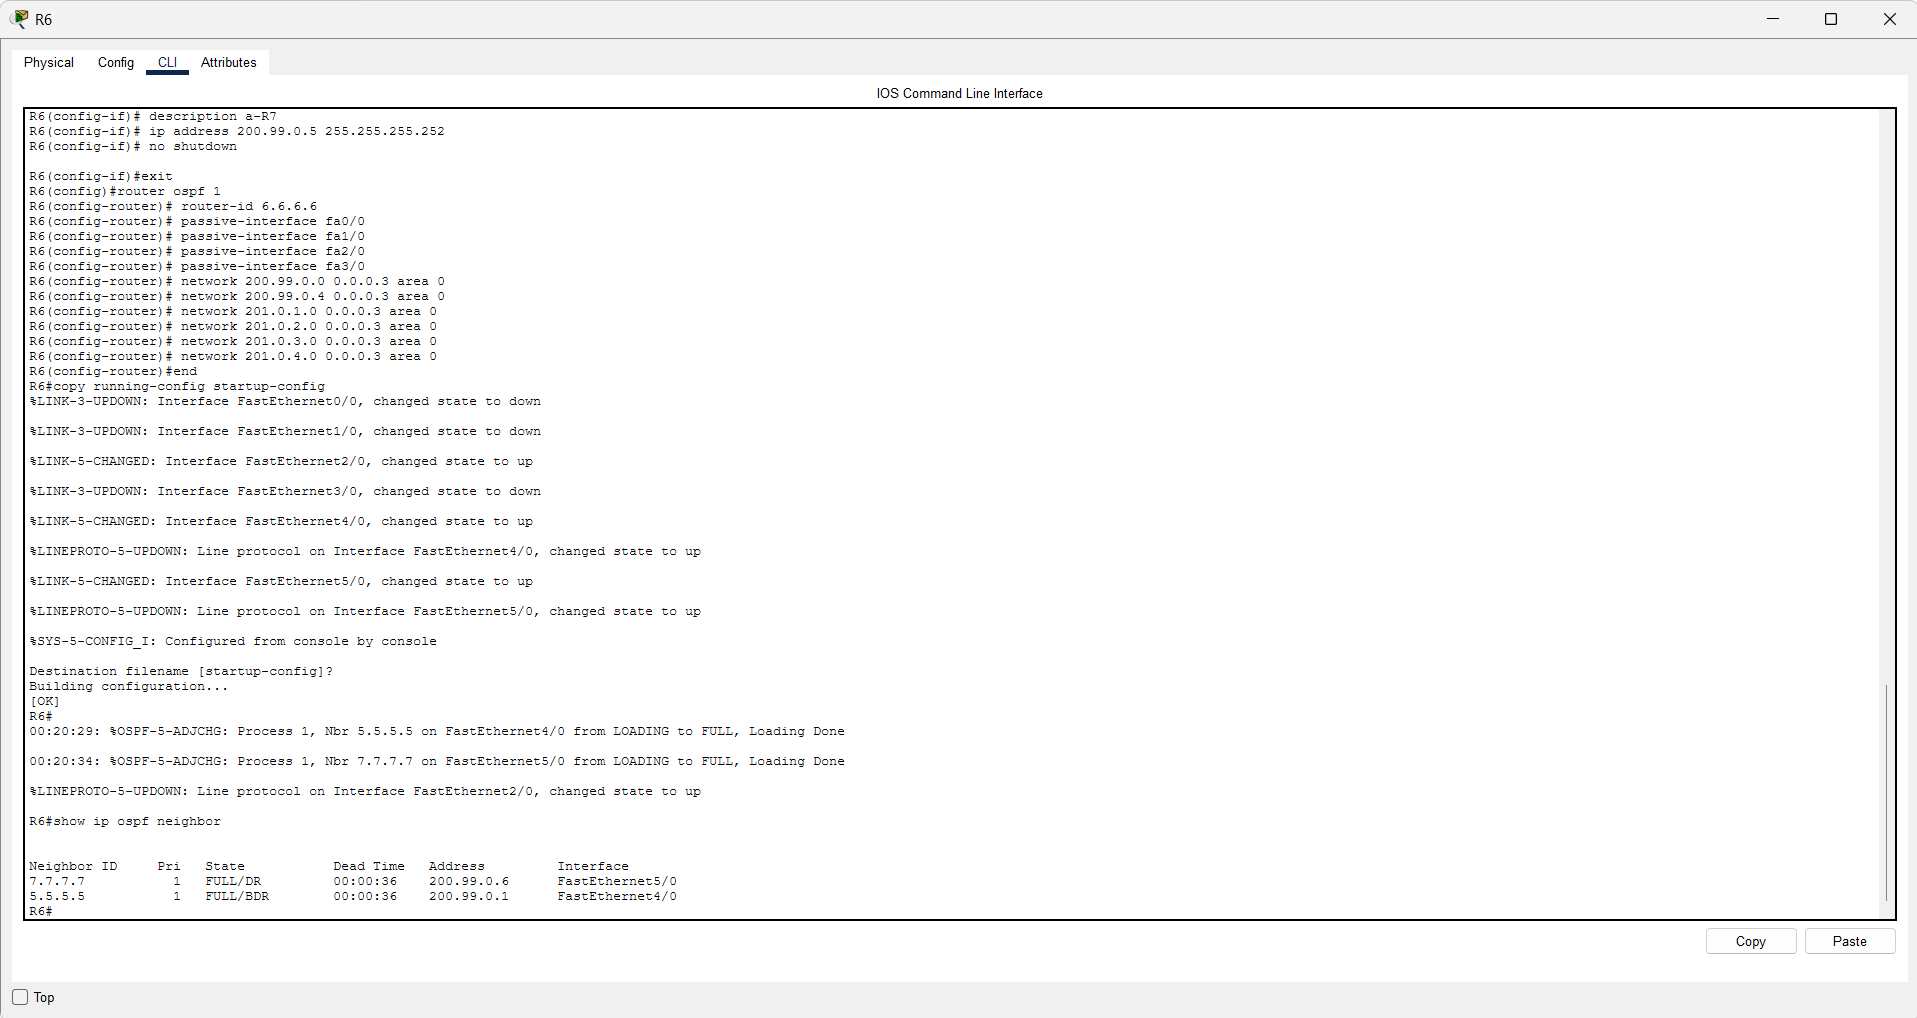 R6
Physical Config CLI Attributes
IOS Command Line Interface
R6(config-if)# description a-R7
R6(config-if)# ip address 200.99.0.5 255.255.255.252
R6(config-if)# no shutdown
R6(config-if)#exit
R6(config)#router ospf 1
R6(config-router)# router-id 6.6.6.6
R6(config-router)# passive-interface fa0/0
R6(config-router)# passive-interface fa1/0
R6(config-router)# passive-interface fa2/0
R6(config-router)# passive-interface fa3/0
R6(config-router)# network 200.99.0.0 0.0.0.3 area 0
R6(config-router)# network 200.99.0.4 0.0.0.3 area 0
R6(config-router)# network 201.0.1.0 0.0.0.3 area 0
R6(config-router)# network 201.0.2.0 0.0.0.3 area 0
R6(config-router)# network 201.0.3.0 0.0.0.3 area 0
R6(config-router)# network 201.0.4.0 0.0.0.3 area 0
R6(config-router)#end
R6#copy running-config startup-config
%LINK-3-UPDOWN: Interface FastEthernet0/0, changed state to down
%LINK-3-UPDOWN: Interface FastEthernet1/0, changed state to down
%LINK-5-CHANGED: Interface FastEthernet2/0, changed state to up
%LINK-3-UPDOWN: Interface FastEthernet3/0, changed state to down
%LINK-5-CHANGED: Interface FastEthernet4/0, changed state to up
%LINEPROTO-5-UPDOWN: Line protocol on Interface FastEthernet4/0, changed state to up
%LINK-5-CHANGED: Interface FastEthernet5/0, changed state to up
%LINEPROTO-5-UPDOWN: Line protocol on Interface FastEthernet5/0, changed state to up
%SYS-5-CONFIG_I: Configured from console by console
Destination filename [startup-config]?
Building configuration...
[OK]
R6#
00:20:29: %OSPF-5-ADJCHG: Process 1, Nbr 5.5.5.5 on FastEthernet4/0 from LOADING to FULL, Loading Done
00:20:34: %OSPF-5-ADJCHG: Process 1, Nbr 7.7.7.7 on FastEthernet5/0 from LOADING to FULL, Loading Done
%LINEPROTO-5-UPDOWN: Line protocol on Interface FastEthernet2/0, changed state to up
R6#show ip ospf neighbor
Neighbor ID Pri State Dead Time Address Interface
7.7.7.7 1 FULL/DR 00:00:36 200.99.0.6 FastEthernet5/0
5.5.5.5 1 FULL/BDR 00:00:36 200.99.0.1 FastEthernet4/0
R6#
Copy Paste
Top